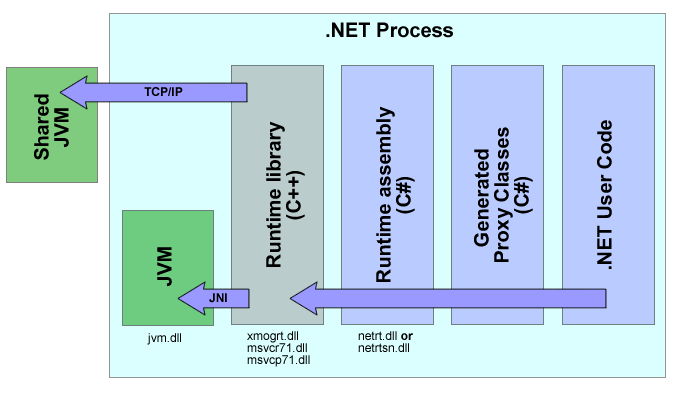 .NET Process
TCP/IP
Shared
JVM
Runtime library
(C++)
Runtime assembly
(C#)
Generated
Proxy Classes
(C#)
.NET User Code
JVM
JNI
jvm.dll
xmogrt.dll
msvcr71.dll
msvcp71.dll
netrt.dll or
netrtsn.dll